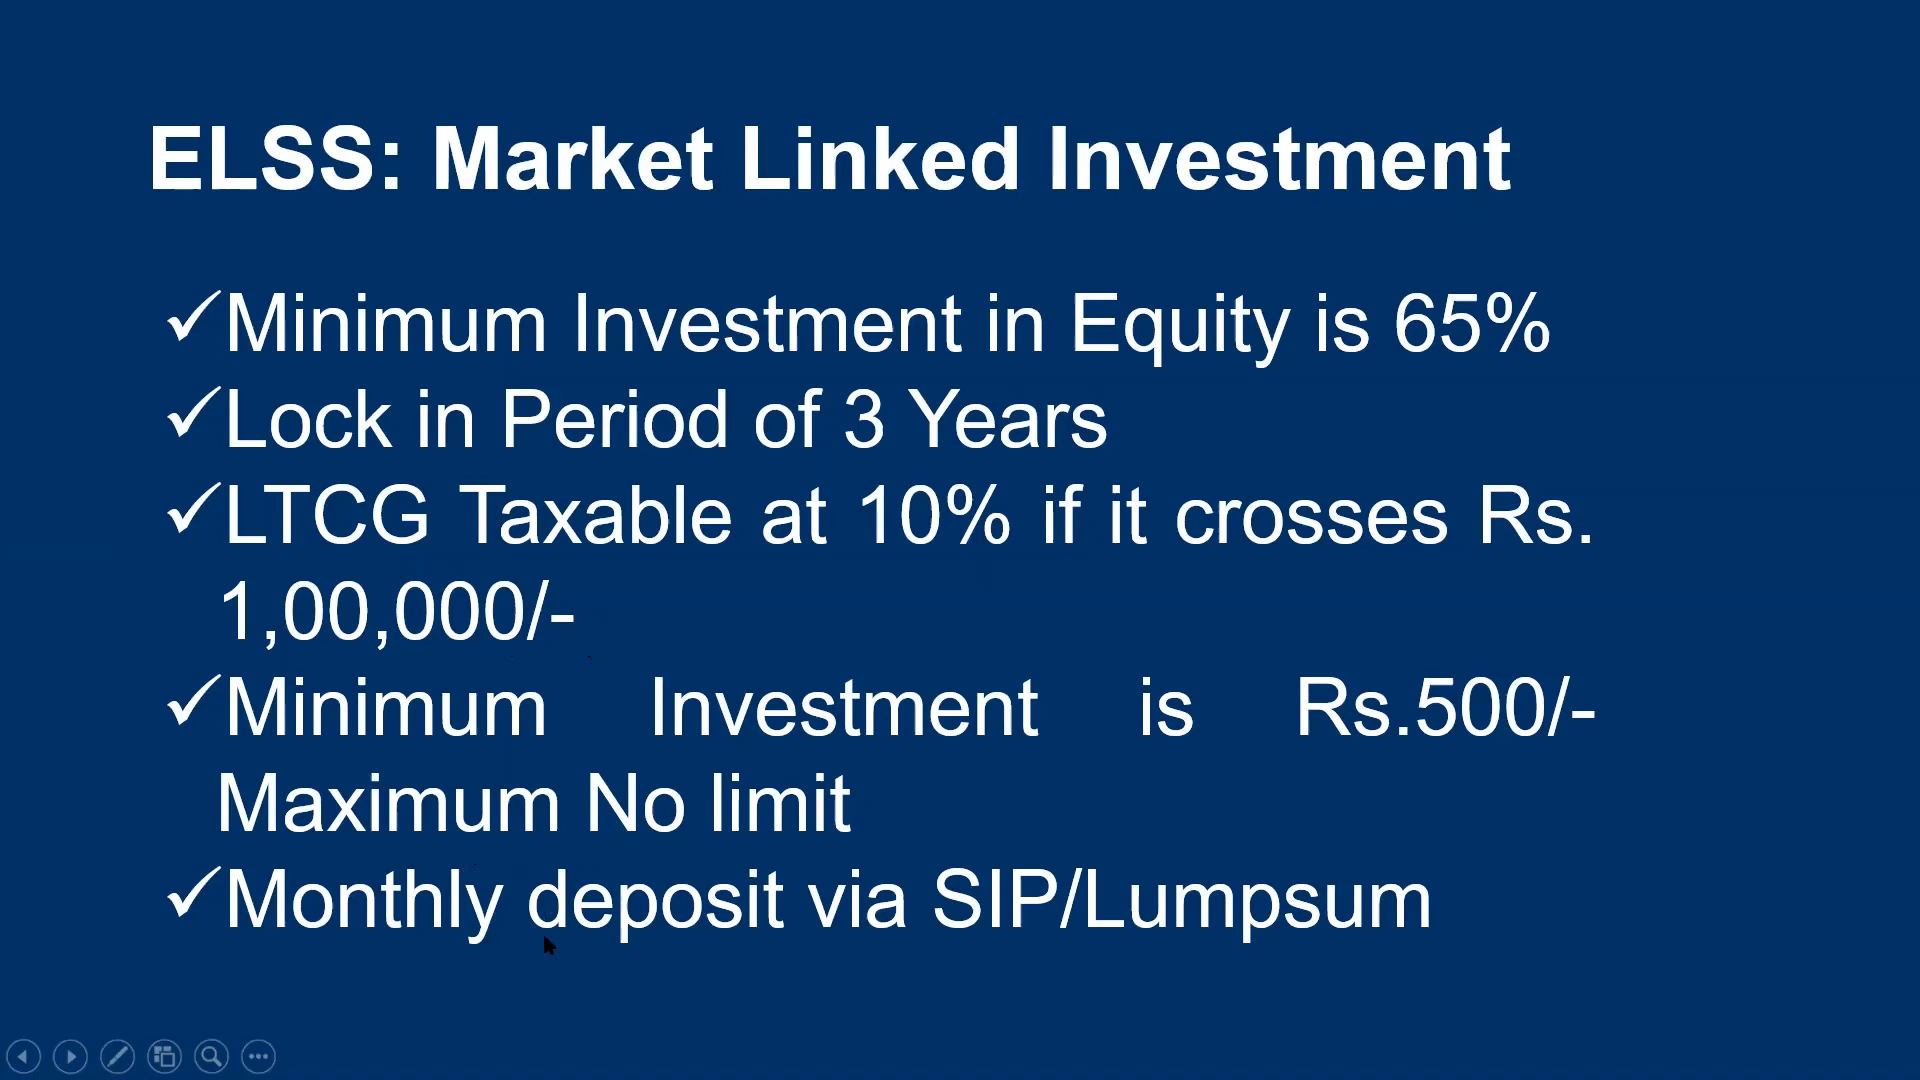 ELSS: Market Linked Investment
✓Minimum Investment in Equity is 65%
✓Lock in Period of 3 Years
✓LTCG Taxable at 10% if it crosses Rs.
1,00,000/-
✓Minimum Investment is Rs.500/-
Maximum No limit
✓Monthly deposit via SIP/Lumpsum